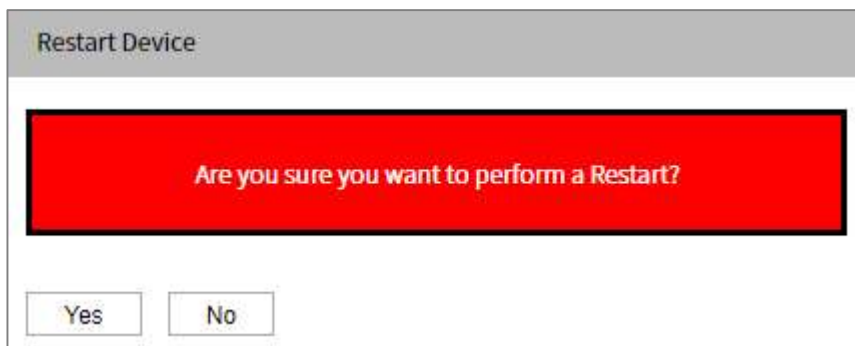 Restart Device
Are you sure you want to perform a Restart?
Yes No